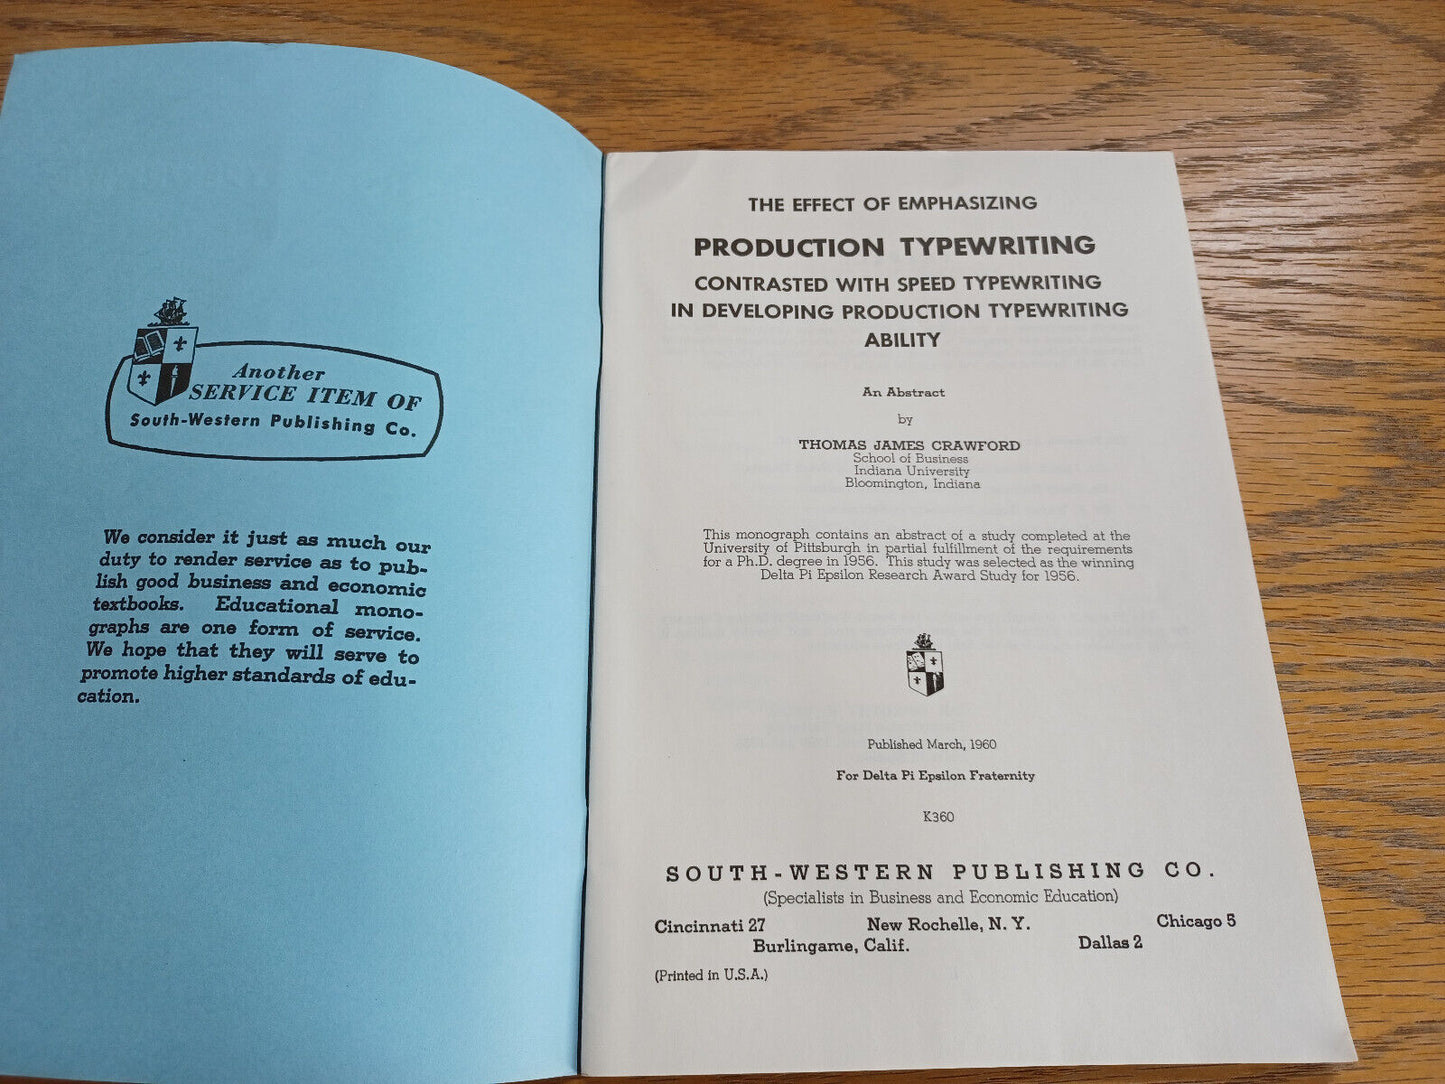 Another
SERVICE ITEM OF
South-Western Publishing Co.
We consider it just as much our
duty to render service as to pub-
lish good business and economic
textbooks. Educational mono-
graphs are one form of service.
We hope that they will serve to
promote higher standards of edu-
cation.
THE EFFECT OF EMPHASIZING
PRODUCTION TYPEWRITING
CONTRASTED WITH SPEED TYPEWRITING
IN DEVELOPING PRODUCTION TYPEWRITING
ABILITY
An Abstract
by
THOMAS JAMES CRAWFORD
School of Business
Indiana University
Bloomington, Indiana
This monograph contains an abstract of a study completed at the
University of Pittsburgh in partial fulfillment of the requirements
for a Ph.D. degree in 1956. This study was selected as the winning
Delta Pi Epsilon Research Award Study for 1956.
Published March, 1960
For Delta Pi Epsilon Fraternity
K360
SOUTH-WESTERN PUBLISHING CO.
(Specialists in Business and Economic Education)
Cincinnati 27 New Rochelle, N. Y. Chicago 5
Burlingame, Calif. Dallas 2
(Printed in U.S.A.)